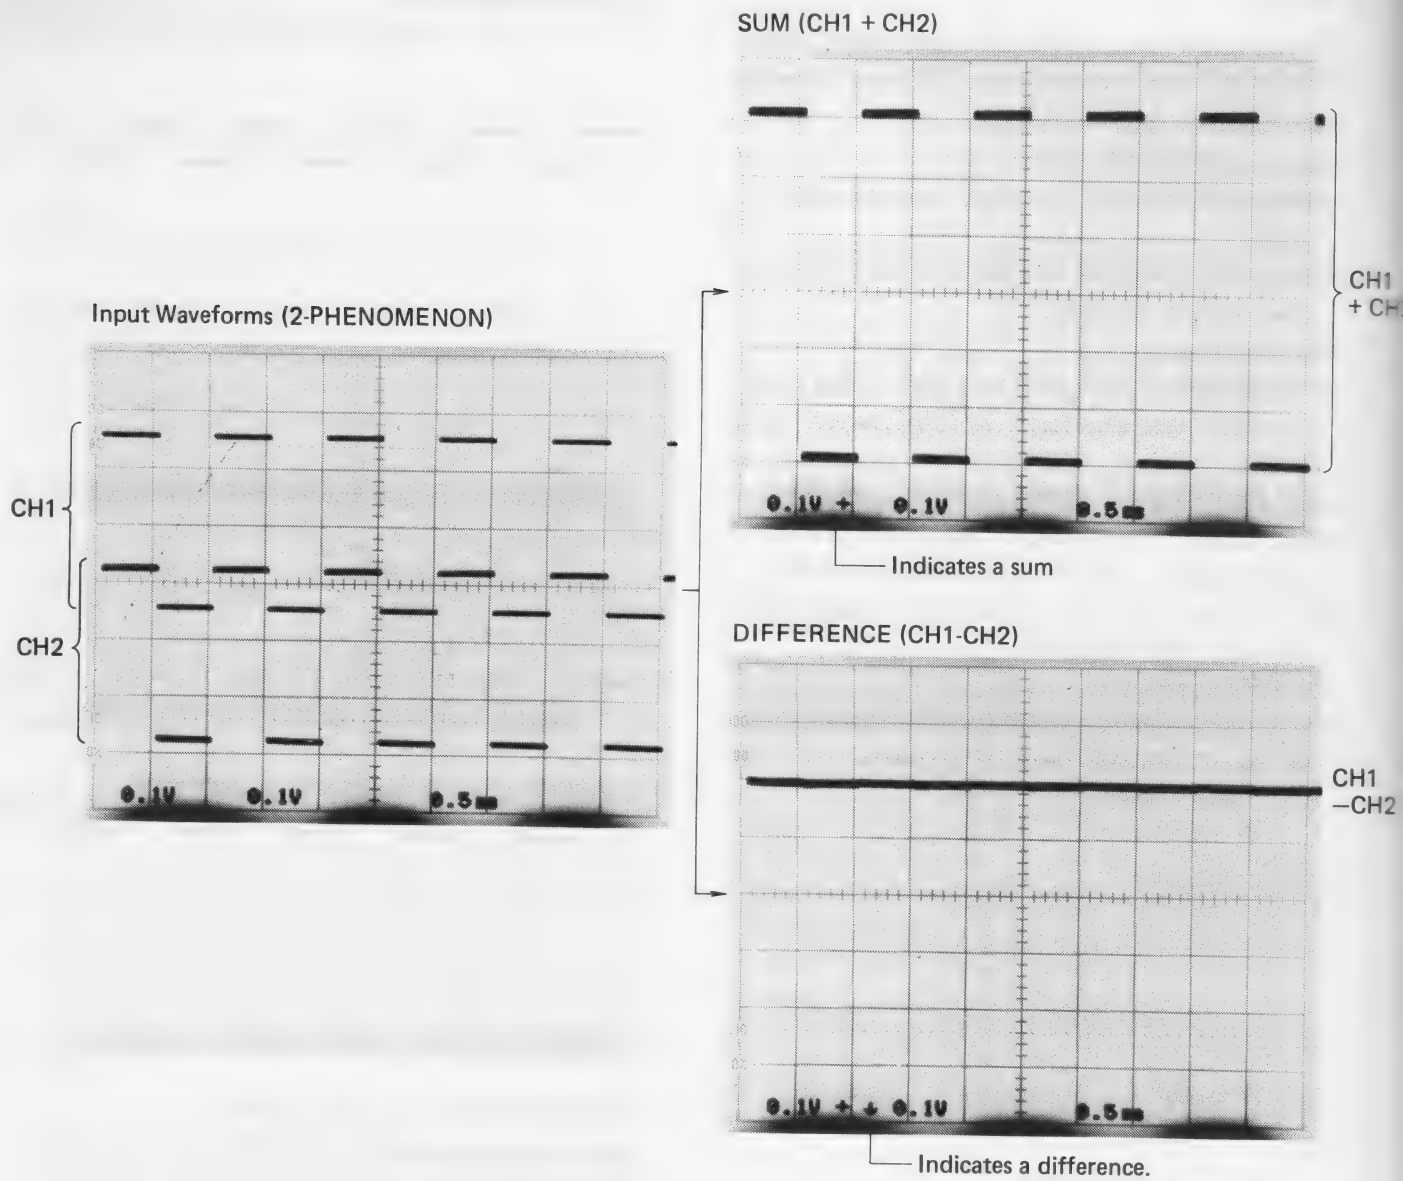 SUM (CH1 + CH2)
CH1
+ CH
0.1V + 0.1V 0.5ms
Indicates a sum
Input Waveforms (2-PHENOMENON)
CH1
CH2
0.1V 0.1V 0.5ms
DIFFERENCE (CH1-CH2)
CH1
−CH2
0.1V + ↓ 0.1V 0.5ms
Indicates a difference.